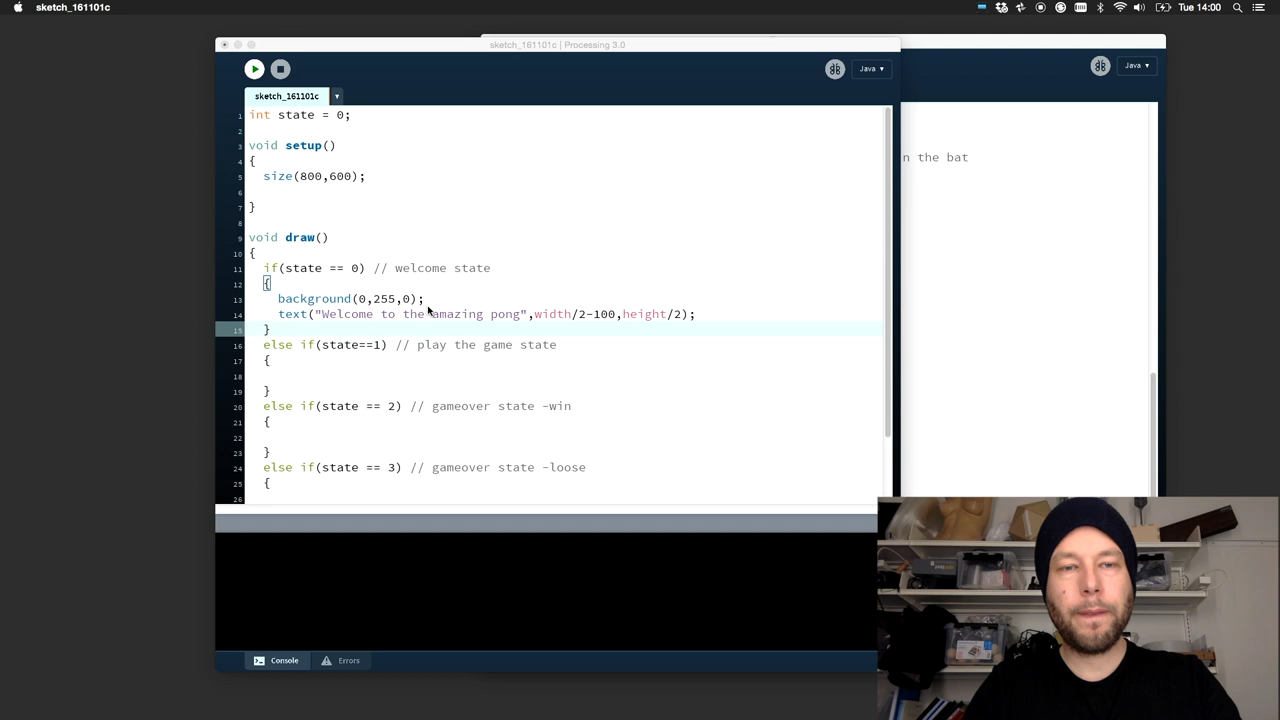 sketch_161101c
Tue 14:00
sketch_161101c | Processing 3.0
Java ▾
Java ▾
sketch_161101c
1 int state = 0;
2
3 void setup()
4 {
5 size(800,600);
6
7 }
8
9 void draw()
10 {
11 if(state == 0) // welcome state
12 {
13 background(0,255,0);
14 text("Welcome to the amazing pong",width/2-100,height/2);
15 }
16 else if(state==1) // play the game state
17 {
18
19 }
20 else if(state == 2) // gameover state -win
21 {
22
23 }
24 else if(state == 3) // gameover state -loose
25 {
26
n the bat
Console
Errors